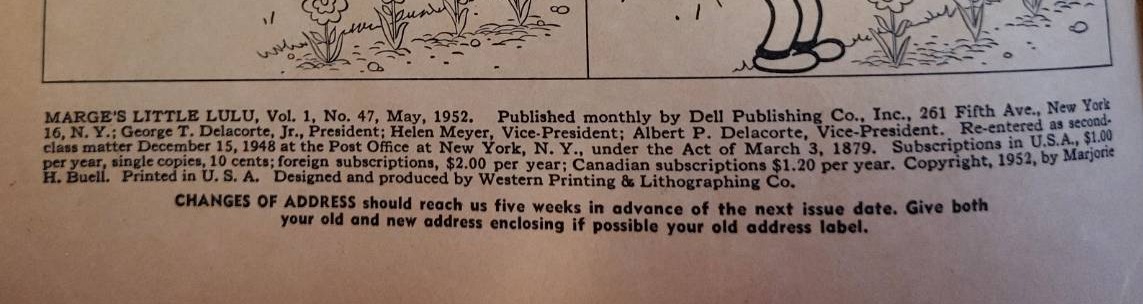 MARGE'S LITTLE LULU, Vol. 1, No. 47, May, 1952. Published monthly by Dell Publishing Co., Inc., 261 Fifth Ave., New York
16, N. Y.; George T. Delacorte, Jr., President; Helen Meyer, Vice-President; Albert P. Delacorte, Vice-President. Re-entered as second-
class matter December 15, 1948 at the Post Office at New York, N. Y., under the Act of March 3, 1879. Subscriptions in U.S.A., $1.00
per year, single copies, 10 cents; foreign subscriptions, $2.00 per year; Canadian subscriptions $1.20 per year. Copyright, 1952, by Marjorie
H. Buell. Printed in U. S. A. Designed and produced by Western Printing & Lithographing Co.
CHANGES OF ADDRESS should reach us five weeks in advance of the next issue date. Give both
your old and new address enclosing if possible your old address label.